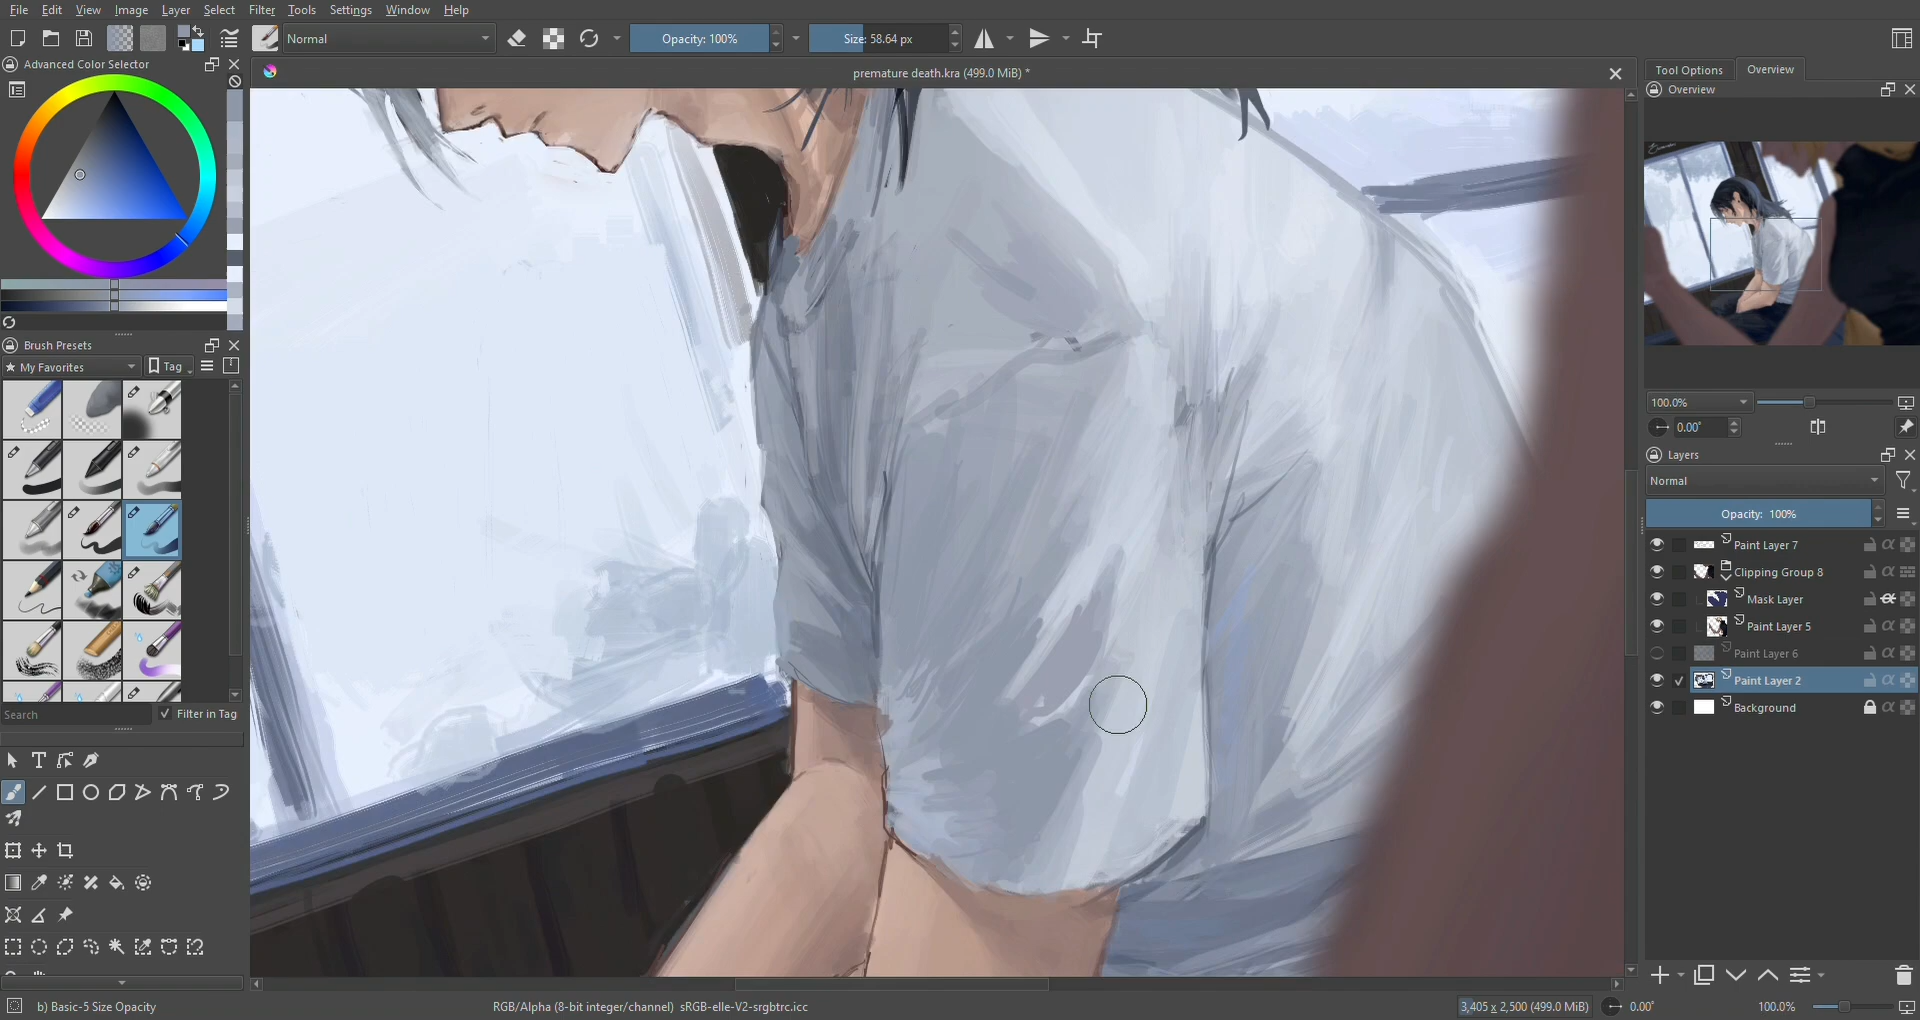 File Edit View Image Layer Select Filter Tools Settings Window Help
Normal
Opacity: 100%
Size: 58.64 px
Advanced Color Selector
premature death.kra (499.0 MiB) *
Tool Options
Overview
Overview
Brush Presets
My Favorites
Tag
Search
Filter in Tag
100.0%
0.00°
Layers
Normal
Opacity: 100%
Paint Layer 7
Clipping Group 8
Mask Layer
Paint Layer 5
Paint Layer 6
Paint Layer 2
Background
b) Basic-5 Size Opacity
RGB/Alpha (8-bit integer/channel) sRGB-elle-V2-srgbtrc.icc
3,405 x 2,500 (499.0 MiB)
0.00°
100.0%